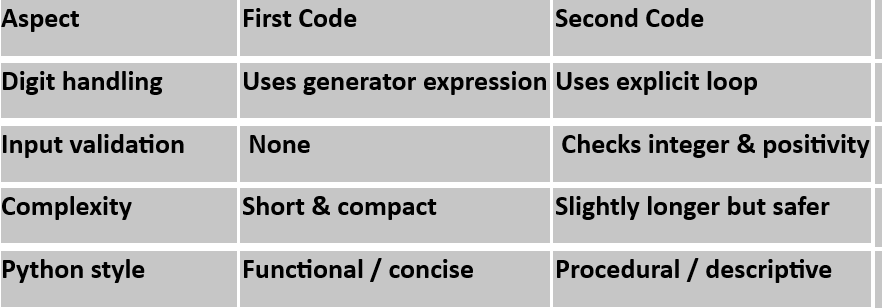 Aspect First Code Second Code
Digit handling Uses generator expression Uses explicit loop
Input validation None Checks integer & positivity
Complexity Short & compact Slightly longer but safer
Python style Functional / concise Procedural / descriptive